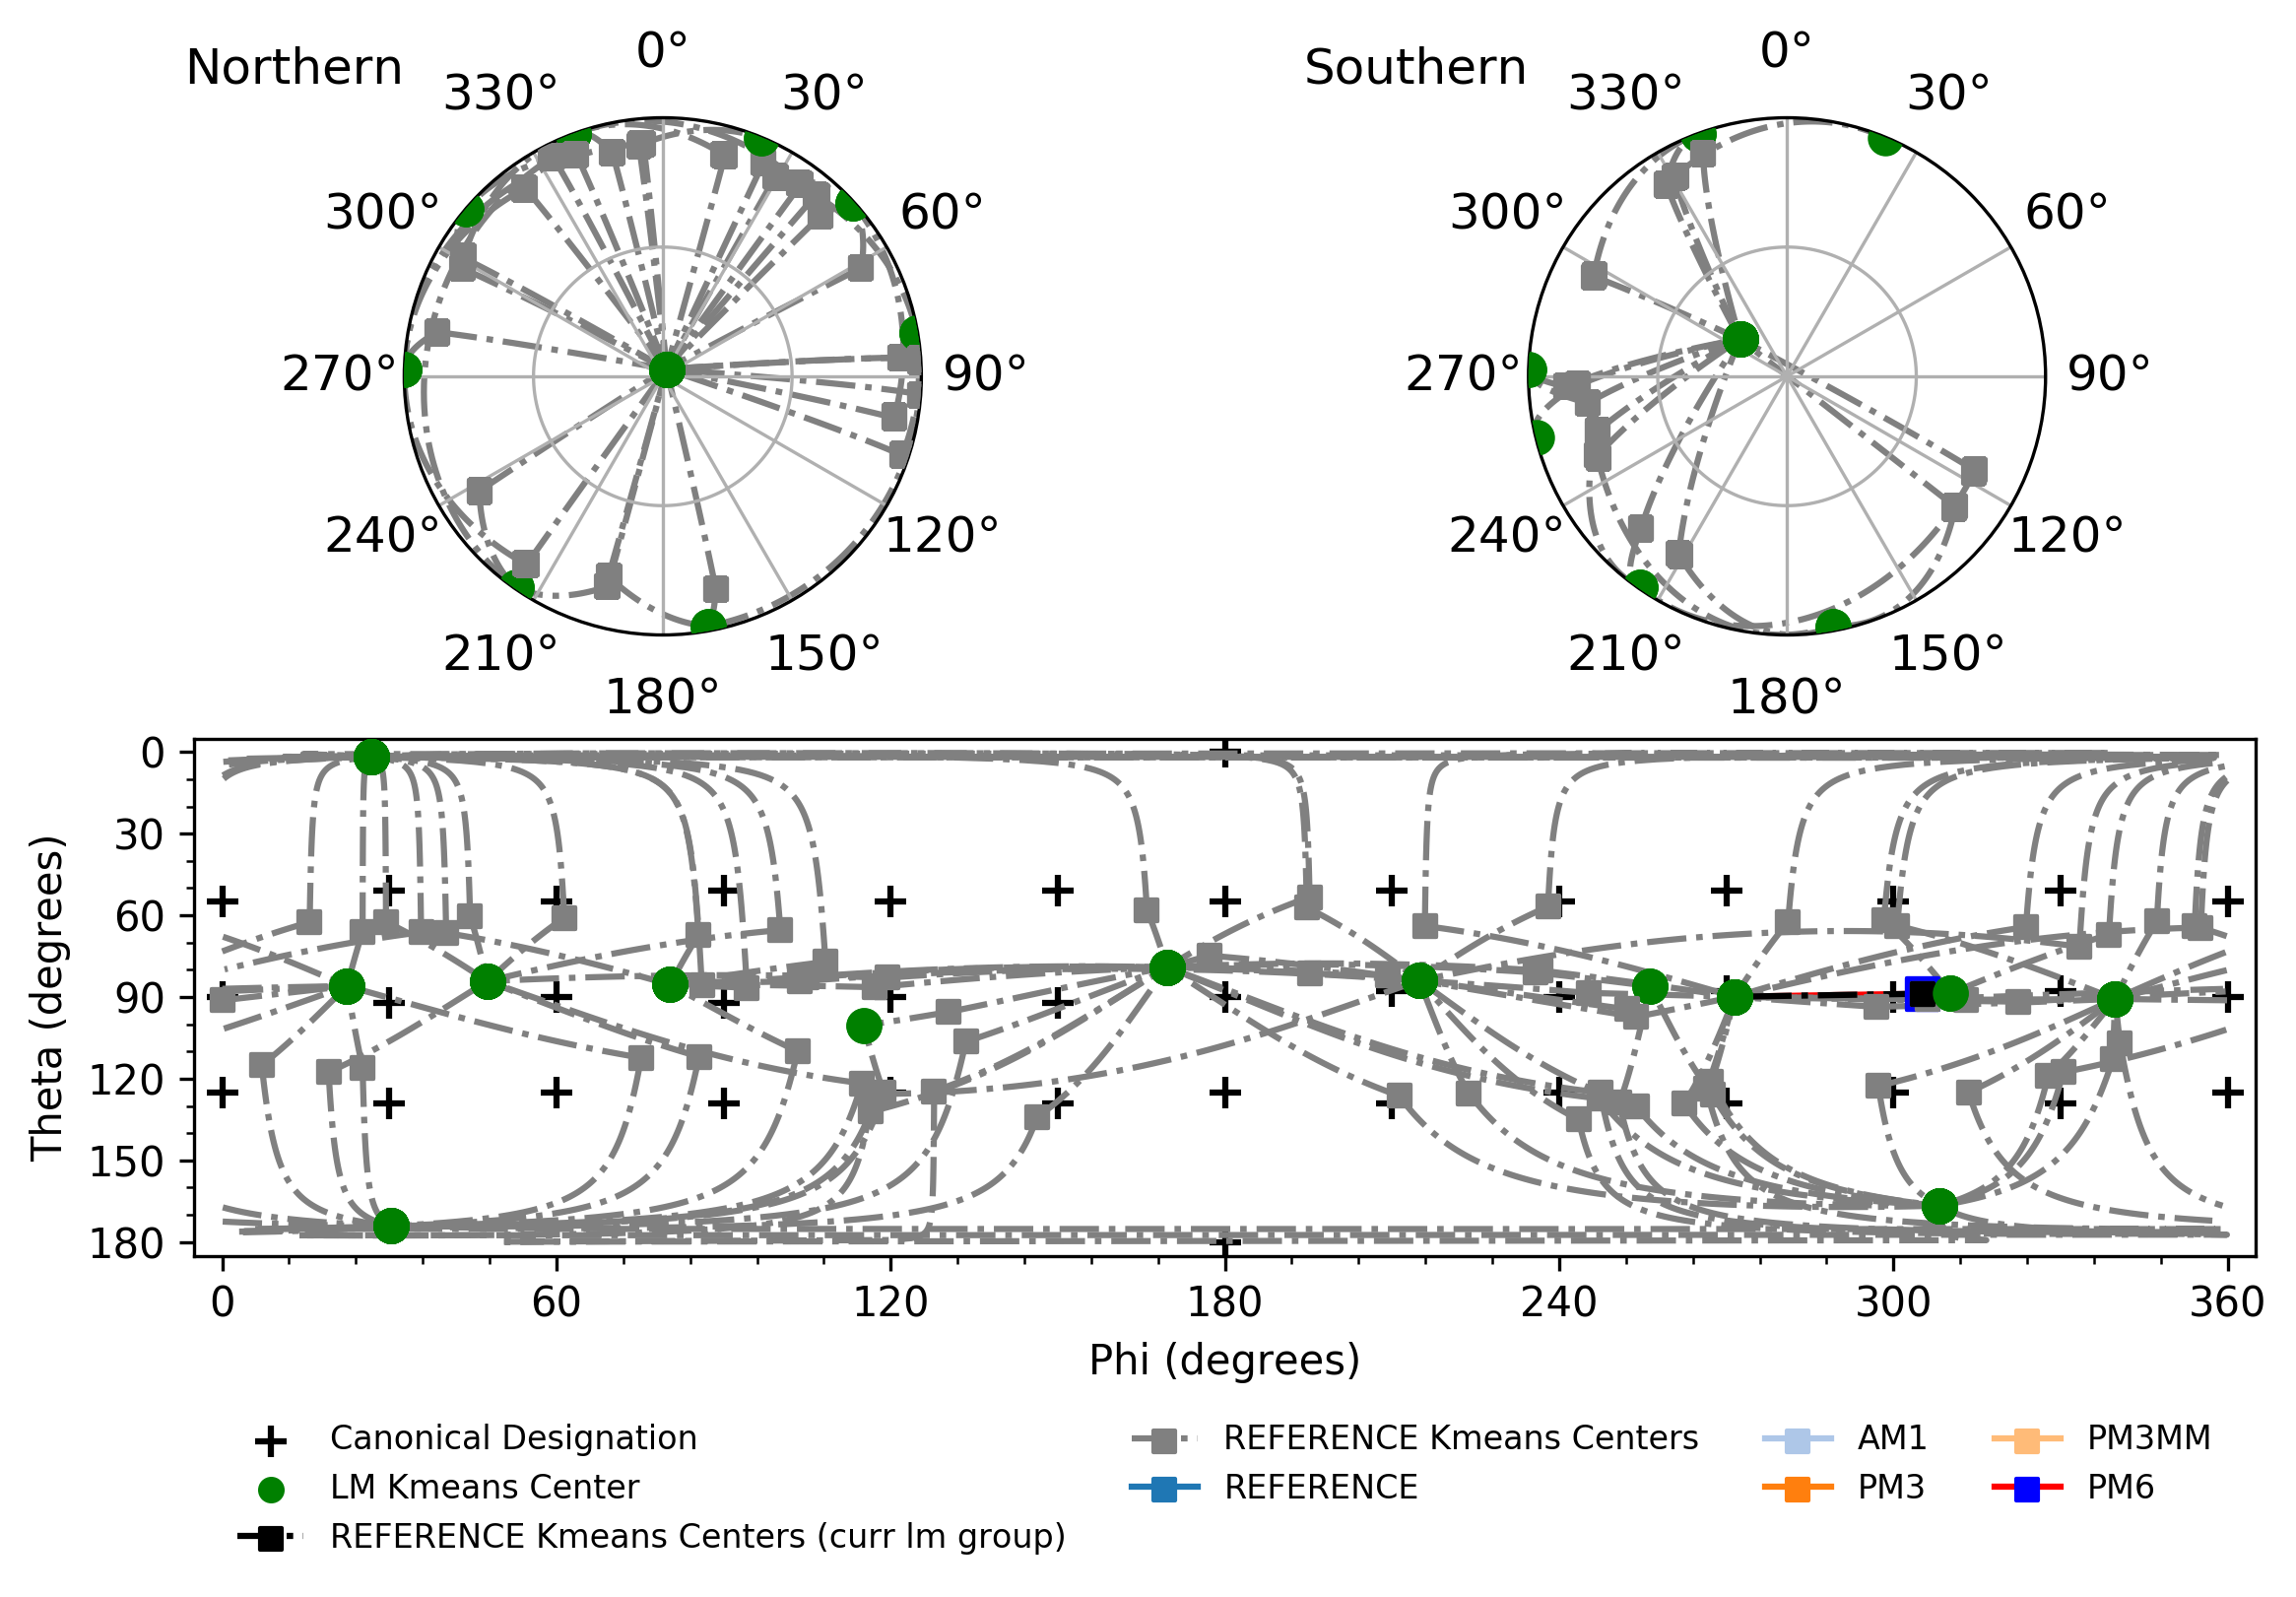 Northern
0°
30°
60°
90°
120°
150°
180°
210°
240°
270°
300°
330°
Southern
0°
30°
60°
90°
120°
150°
180°
210°
240°
270°
300°
330°
Theta (degrees)
0
30
60
90
120
150
180
0 60 120 180 240 300 360
Phi (degrees)
Canonical Designation
LM Kmeans Center
REFERENCE Kmeans Centers (curr lm group)
REFERENCE Kmeans Centers
REFERENCE
AM1
PM3
PM3MM
PM6